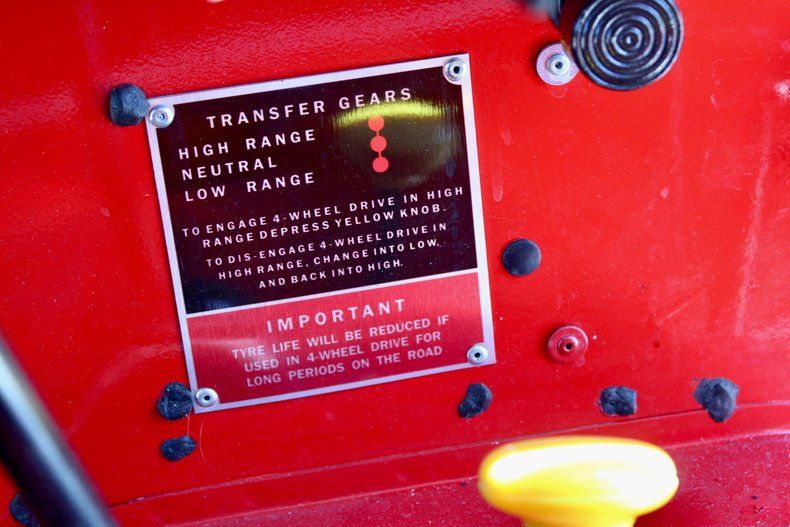 TRANSFER GEARS
HIGH RANGE
NEUTRAL
LOW RANGE
TO ENGAGE 4-WHEEL DRIVE IN HIGH
RANGE DEPRESS YELLOW KNOB.
TO DIS-ENGAGE 4-WHEEL DRIVE IN
HIGH RANGE, CHANGE INTO LOW,
AND BACK INTO HIGH.
IMPORTANT
TYRE LIFE WILL BE REDUCED IF
USED IN 4-WHEEL DRIVE FOR
LONG PERIODS ON THE ROAD